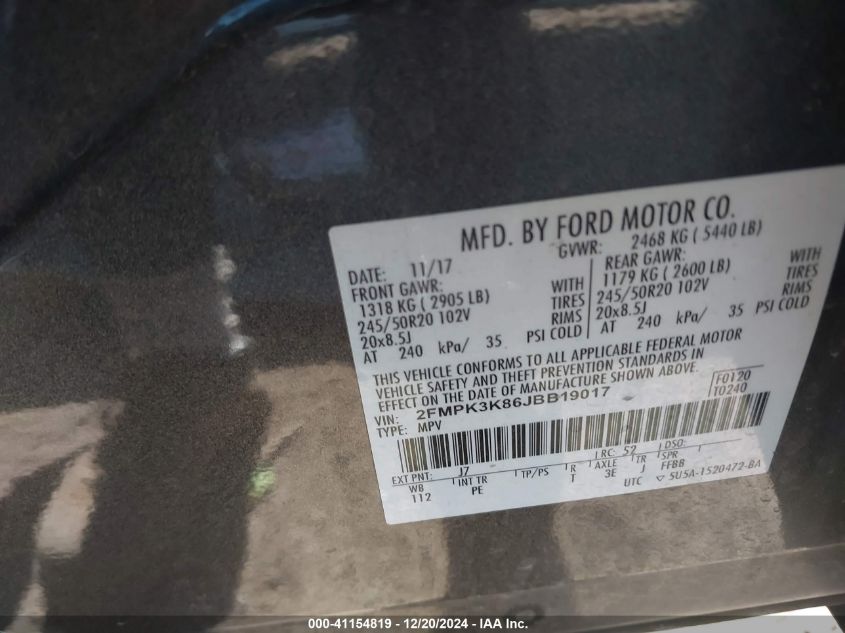 MFD. BY FORD MOTOR CO.
DATE: 11/17
GVWR: 2468 KG ( 5440 LB)
FRONT GAWR:
1318 KG ( 2905 LB) WITH
245/50R20 102V TIRES
20x8.5J RIMS
AT 240 kPa/ 35 PSI COLD
REAR GAWR:
1179 KG ( 2600 LB) WITH
245/50R20 102V TIRES
20x8.5J RIMS
AT 240 kPa/ 35 PSI COLD
THIS VEHICLE CONFORMS TO ALL APPLICABLE FEDERAL MOTOR
VEHICLE SAFETY AND THEFT PREVENTION STANDARDS IN
EFFECT ON THE DATE OF MANUFACTURE SHOWN ABOVE.
VIN: 2FMPK3K86JBB19017
F0120
T0240
TYPE: MPV
EXT PNT: J7 LRC: 52 DSO:
WB INT TR TP/PS R AXLE TR SPR
112 PE T 3E J FFBB
UTC ▽ 5U5A-1520472-BA
000-41154819 - 12/20/2024 - IAA Inc.